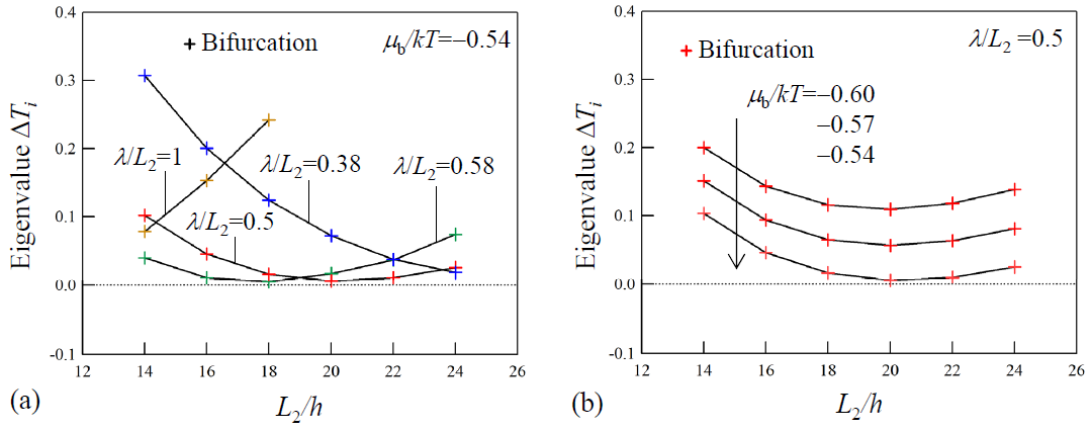 0.4
0.3
0.2
0.1
0.0
-0.1
Eigenvalue ΔTᵢ
+ Bifurcation
μb/kT=−0.54
λ/L2=1
λ/L2=0.38
λ/L2=0.58
λ/L2=0.5
12 14 16 18 20 22 24 26
L2/h
(a)
0.4
0.3
0.2
0.1
0.0
-0.1
Eigenvalue ΔTᵢ
+ Bifurcation
λ/L2 =0.5
μb/kT=−0.60
−0.57
−0.54
12 14 16 18 20 22 24 26
L2/h
(b)